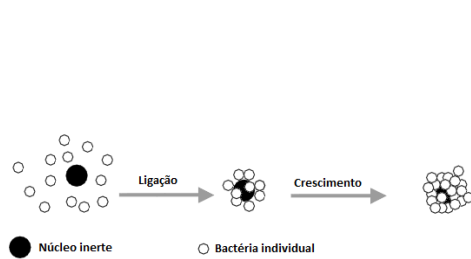 Ligação
Crescimento
Núcleo inerte
Bactéria individual